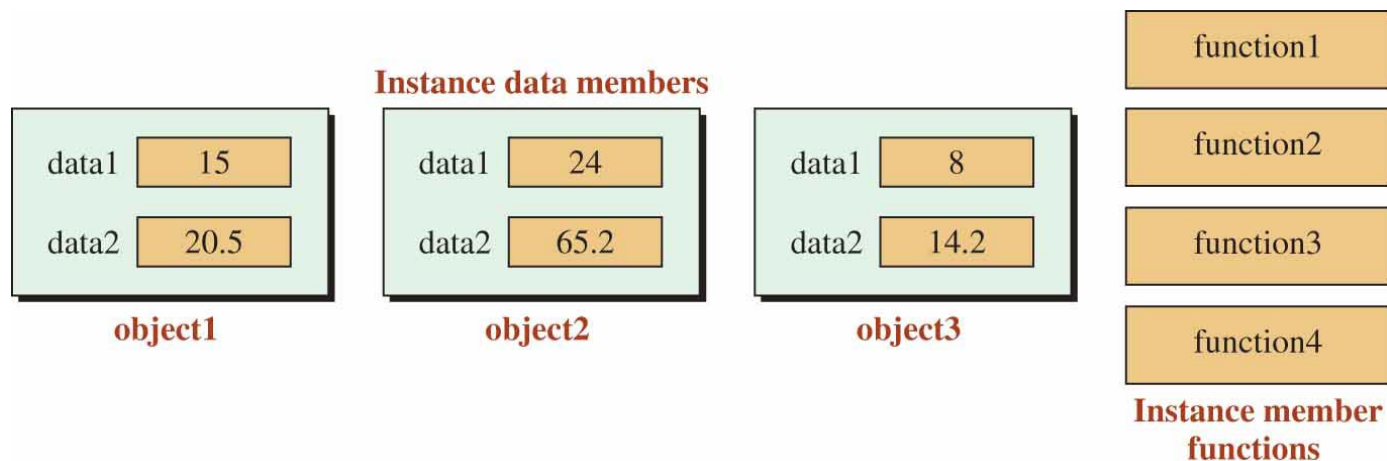 Instance data members
data1 15
data2 20.5
object1
data1 24
data2 65.2
object2
data1 8
data2 14.2
object3
function1
function2
function3
function4
Instance member
functions